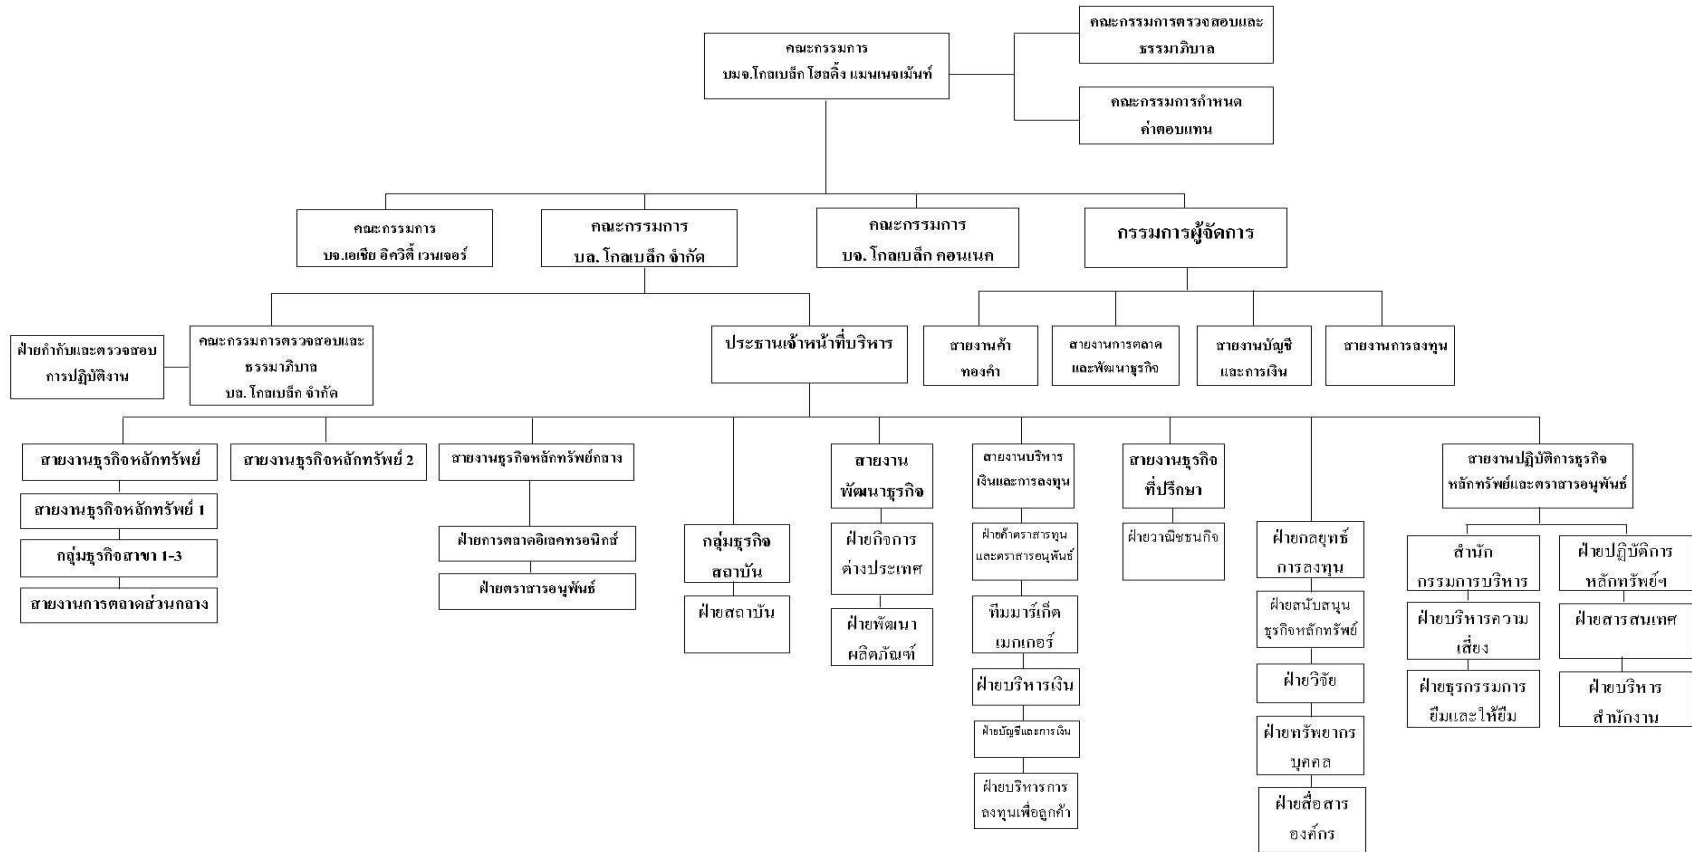 คณะกรรมการตรวจสอบและ
ธรรมาภิบาล
คณะกรรมการ
บมจ.โกลเบล็ก โฮลดิ้ง แมนเนจเม้นท์
คณะกรรมการกำหนด
ค่าตอบแทน
คณะกรรมการ
บจ.เอเชีย อิควิตี้ เวนเจอร์
คณะกรรมการ
บล. โกลเบล็ก จำกัด
คณะกรรมการ
บจ. โกลเบล็ก คอนเนค
กรรมการผู้จัดการ
ฝ่ายกำกับและตรวจสอบ
การปฏิบัติงาน
คณะกรรมการตรวจสอบและ
ธรรมาภิบาล
บล. โกลเบล็ก จำกัด
ประธานเจ้าหน้าที่บริหาร
สายงานค้า
ทองคำ
สายงานการตลาด
และพัฒนาธุรกิจ
สายงานบัญชี
และการเงิน
สายงานการลงทุน
สายงานธุรกิจหลักทรัพย์
สายงานธุรกิจหลักทรัพย์ 1
กลุ่มธุรกิจสาขา 1-3
สายงานการตลาดส่วนกลาง
สายงานธุรกิจหลักทรัพย์ 2
สายงานธุรกิจหลักทรัพย์กลาง
ฝ่ายการตลาดอิเลคทรอนิกส์
ฝ่ายตราสารอนุพันธ์
กลุ่มธุรกิจ
สถาบัน
ฝ่ายสถาบัน
สายงาน
พัฒนาธุรกิจ
ฝ่ายกิจการ
ต่างประเทศ
ฝ่ายพัฒนา
ผลิตภัณฑ์
สายงานบริหาร
เงินและการลงทุน
ฝ่ายค้าตราสารทุน
และตราสารอนุพันธ์
ทีมมาร์เก็ต
เมกเกอร์
ฝ่ายบริหารเงิน
ฝ่ายบัญชีและการเงิน
ฝ่ายบริหารการ
ลงทุนเพื่อลูกค้า
สายงานธุรกิจ
ที่ปรึกษา
ฝ่ายวาณิชธนกิจ
ฝ่ายกลยุทธ์
การลงทุน
ฝ่ายสนับสนุน
ธุรกิจหลักทรัพย์
ฝ่ายวิจัย
ฝ่ายทรัพยากร
บุคคล
ฝ่ายสื่อสาร
องค์กร
สายงานปฏิบัติการธุรกิจ
หลักทรัพย์และตราสารอนุพันธ์
สำนัก
กรรมการบริหาร
ฝ่ายบริหารความ
เสี่ยง
ฝ่ายธุรกรรมการ
ยืมและให้ยืม
ฝ่ายปฏิบัติการ
หลักทรัพย์ฯ
ฝ่ายสารสนเทศ
ฝ่ายบริหาร
สำนักงาน